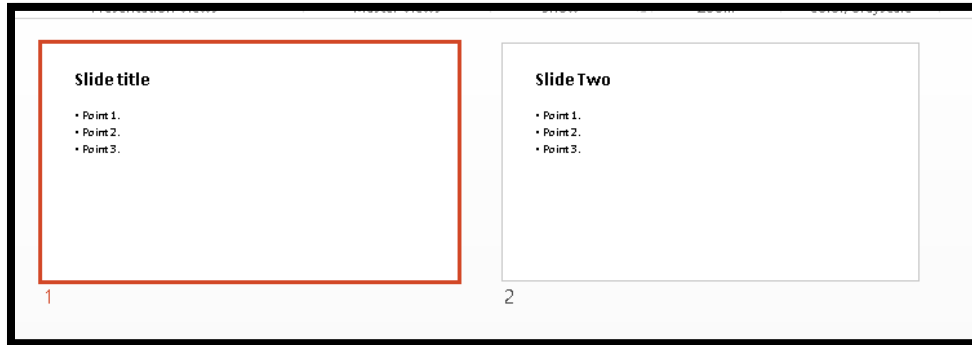 Slide title
• Point 1.
• Point 2.
• Point 3.
1
Slide Two
• Point 1.
• Point 2.
• Point 3.
2